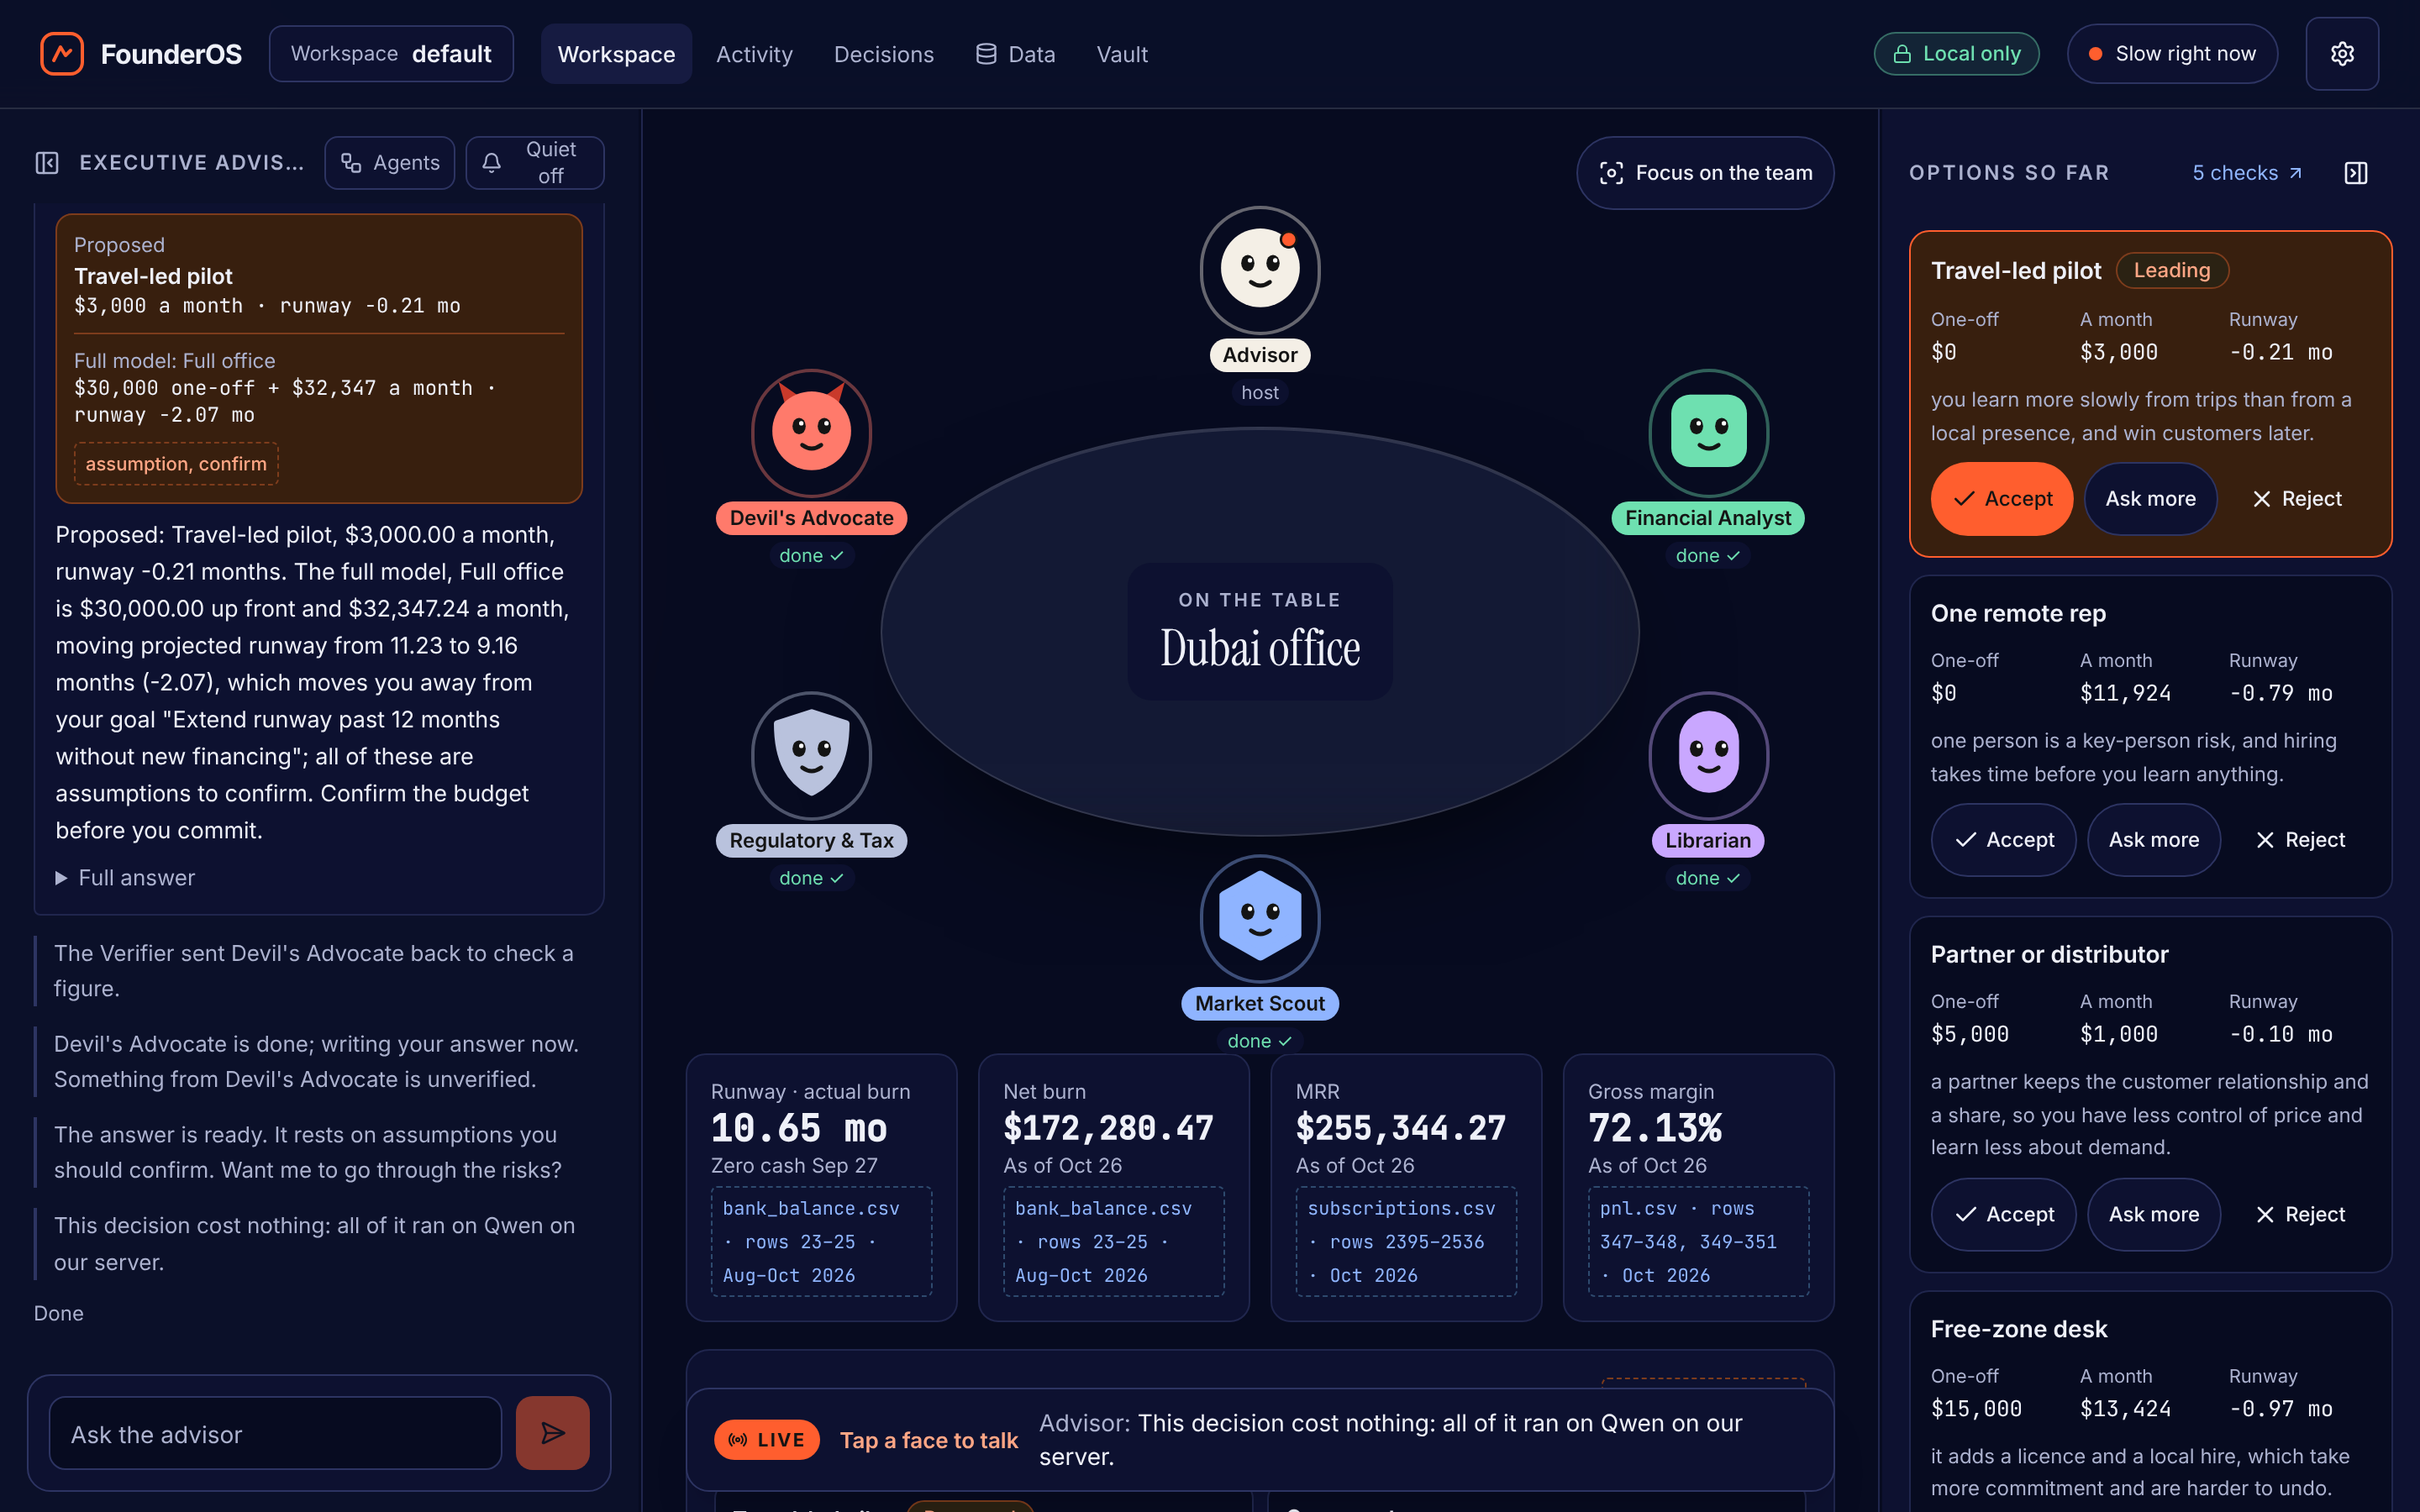 FounderOS
Workspace default
Workspace
Activity
Decisions
Data
Vault
Local only
Slow right now
EXECUTIVE ADVIS...
Agents
Quiet
off
Proposed
Travel-led pilot
$3,000 a month · runway -0.21 mo
Full model: Full office
$30,000 one-off + $32,347 a month ·
runway -2.07 mo
assumption, confirm
Proposed: Travel-led pilot, $3,000.00 a month,
runway -0.21 months. The full model, Full office
is $30,000.00 up front and $32,347.24 a month,
moving projected runway from 11.23 to 9.16
months (-2.07), which moves you away from
your goal "Extend runway past 12 months
without new financing"; all of these are
assumptions to confirm. Confirm the budget
before you commit.
Full answer
The Verifier sent Devil's Advocate back to check a
figure.
Devil's Advocate is done; writing your answer now.
Something from Devil's Advocate is unverified.
The answer is ready. It rests on assumptions you
should confirm. Want me to go through the risks?
This decision cost nothing: all of it ran on Qwen on
our server.
Done
Ask the advisor
Focus on the team
Advisor
host
Devil's Advocate
done
Financial Analyst
done
ON THE TABLE
Dubai office
Regulatory & Tax
done
Librarian
done
Market Scout
done
Runway · actual burn
10.65 mo
Zero cash Sep 27
bank_balance.csv
· rows 23–25 ·
Aug–Oct 2026
Net burn
$172,280.47
As of Oct 26
bank_balance.csv
· rows 23–25 ·
Aug–Oct 2026
MRR
$255,344.27
As of Oct 26
subscriptions.csv
· rows 2395–2536
· Oct 2026
Gross margin
72.13%
As of Oct 26
pnl.csv · rows
347–348, 349–351
· Oct 2026
LIVE
Tap a face to talk
Advisor: This decision cost nothing: all of it ran on Qwen on our
server.
OPTIONS SO FAR
5 checks
Travel-led pilot
Leading
One-off
A month
Runway
$0
$3,000
-0.21 mo
you learn more slowly from trips than from a
local presence, and win customers later.
Accept
Ask more
Reject
One remote rep
One-off
A month
Runway
$0
$11,924
-0.79 mo
one person is a key-person risk, and hiring
takes time before you learn anything.
Accept
Ask more
Reject
Partner or distributor
One-off
A month
Runway
$5,000
$1,000
-0.10 mo
a partner keeps the customer relationship and
a share, so you have less control of price and
learn less about demand.
Accept
Ask more
Reject
Free-zone desk
One-off
A month
Runway
$15,000
$13,424
-0.97 mo
it adds a licence and a local hire, which take
more commitment and are harder to undo.